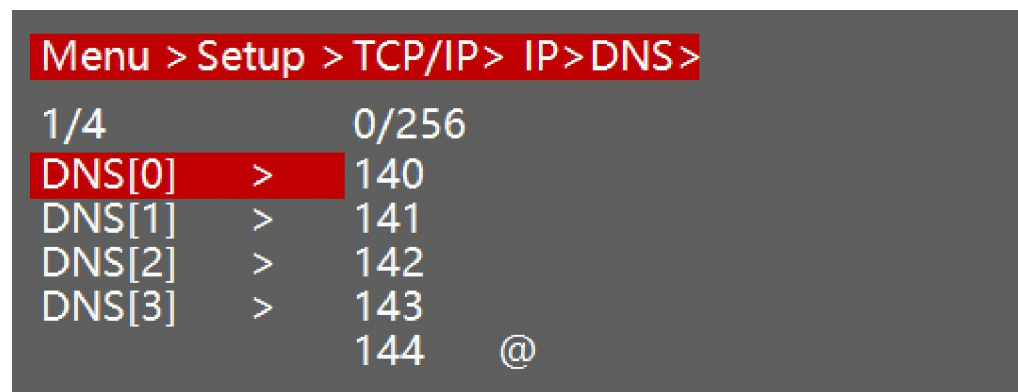 Menu > Setup > TCP/IP> IP>DNS>
1/4 0/256
DNS[0] > 140
DNS[1] > 141
DNS[2] > 142
DNS[3] > 143
144 @